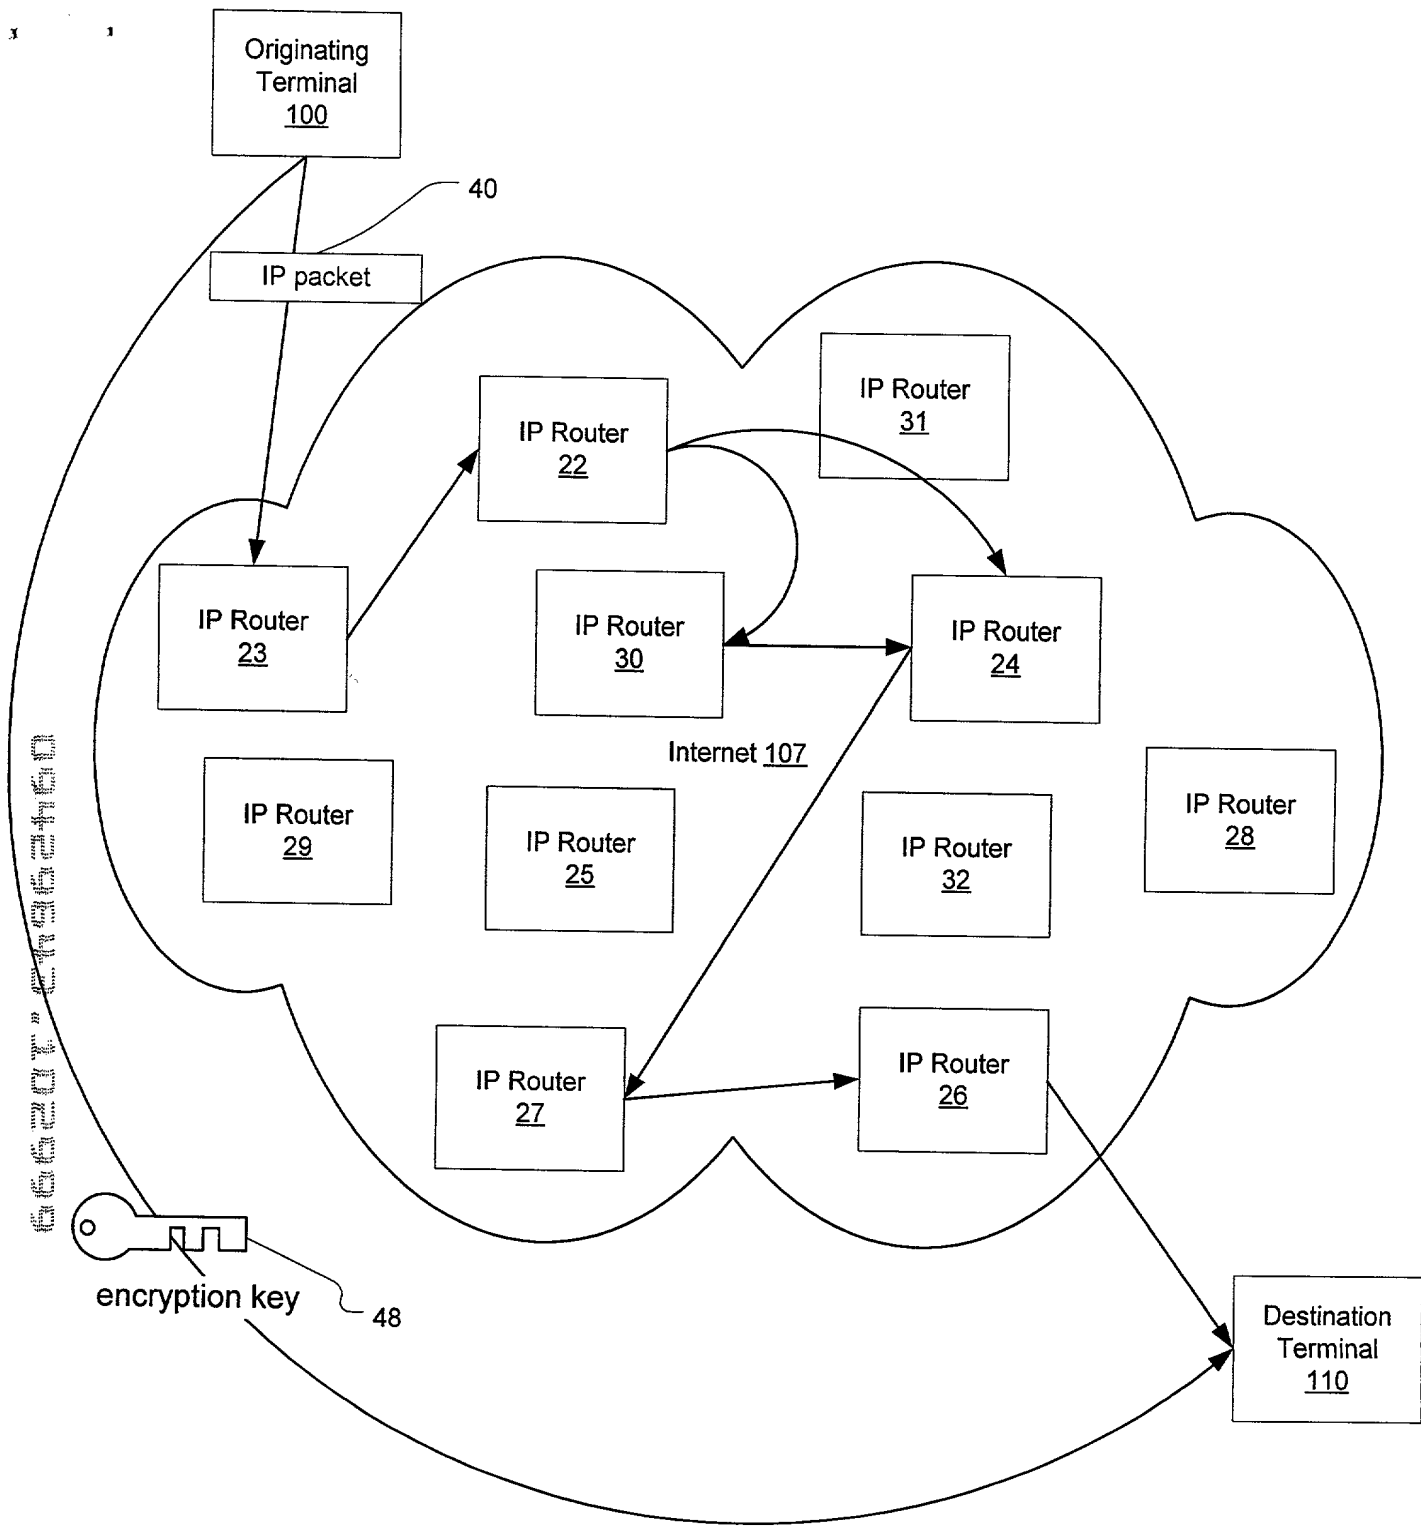 Originating
Terminal
100
40
IP packet
IP Router
31
IP Router
22
IP Router
23
IP Router
30
IP Router
24
Internet 107
IP Router
29
IP Router
25
IP Router
32
IP Router
28
IP Router
27
IP Router
26
encryption key
48
Destination
Terminal
110